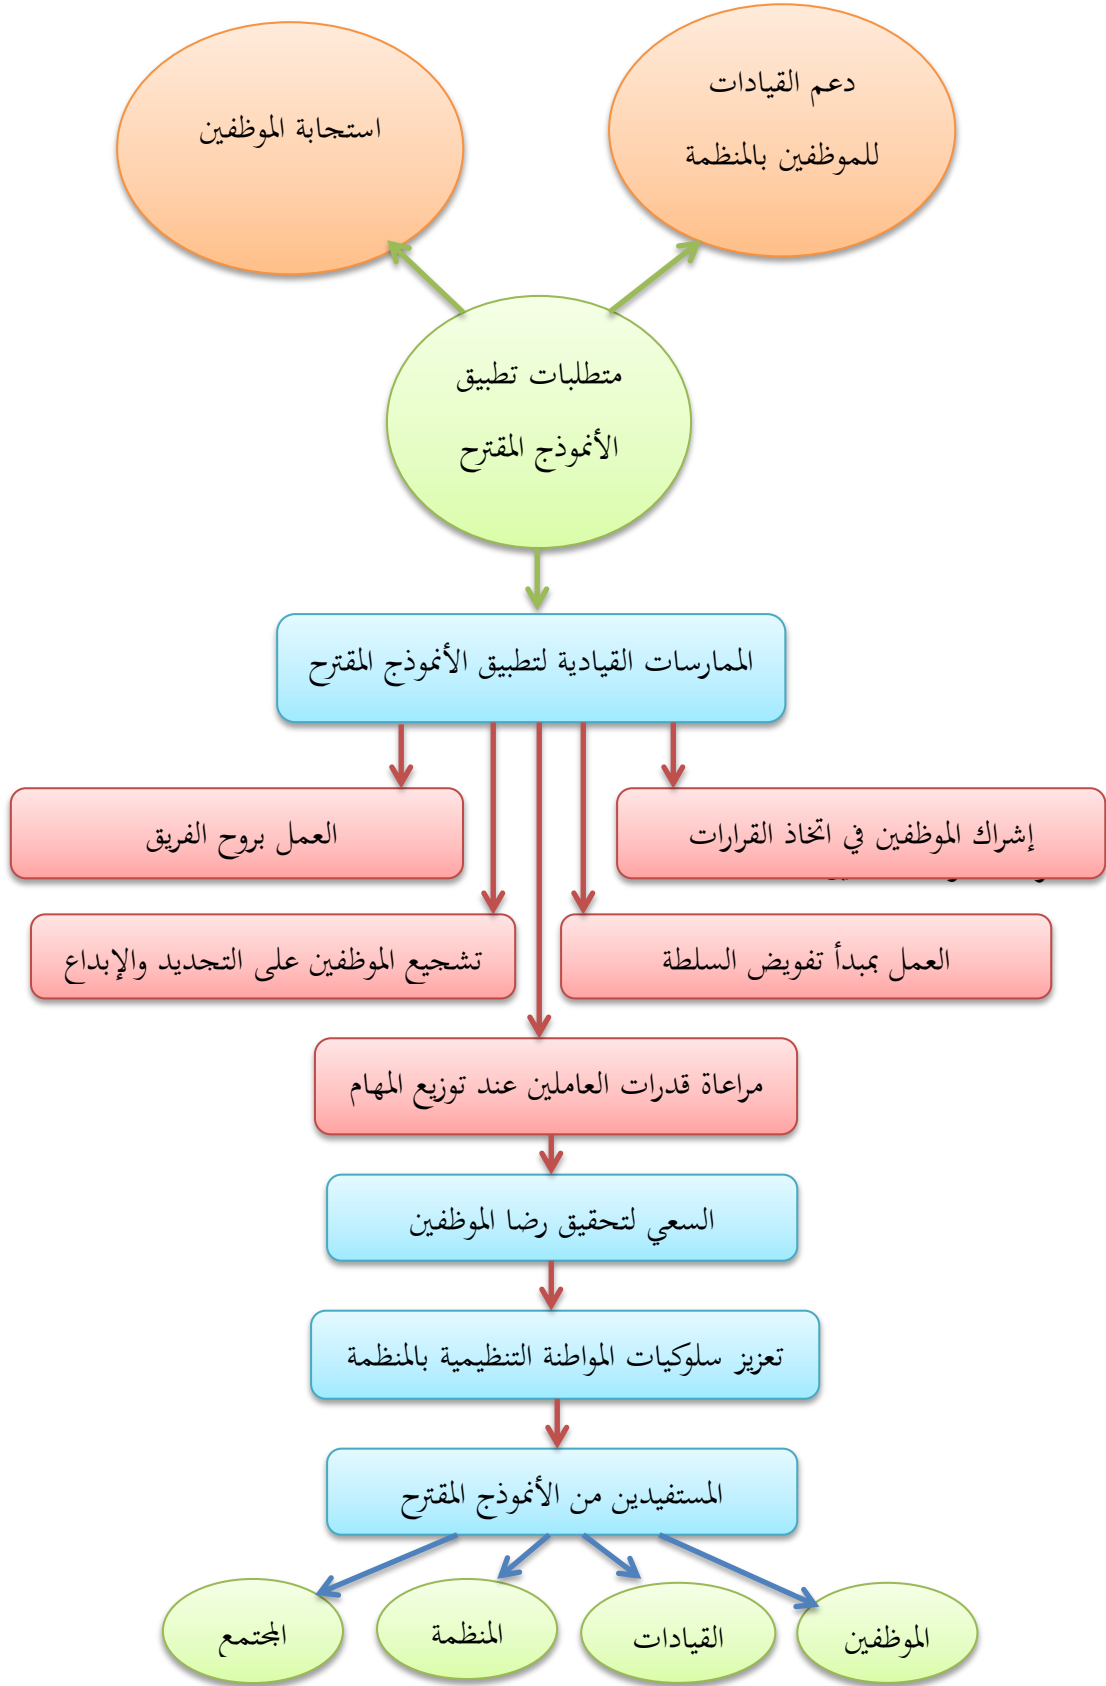 دعم القيادات
للموظفين بالمنظمة
استجابة الموظفين
متطلبات تطبيق
الأنموذج المقترح
الممارسات القيادية لتطبيق الأنموذج المقترح
إشراك الموظفين في اتخاذ القرارات
العمل بروح الفريق
العمل بمبدأ تفويض السلطة
تشجيع الموظفين على التجديد والإبداع
مراعاة قدرات العاملين عند توزيع المهام
السعي لتحقيق رضا الموظفين
تعزيز سلوكيات المواطنة التنظيمية بالمنظمة
المستفيدين من الأنموذج المقترح
الموظفين
القيادات
المنظمة
المجتمع